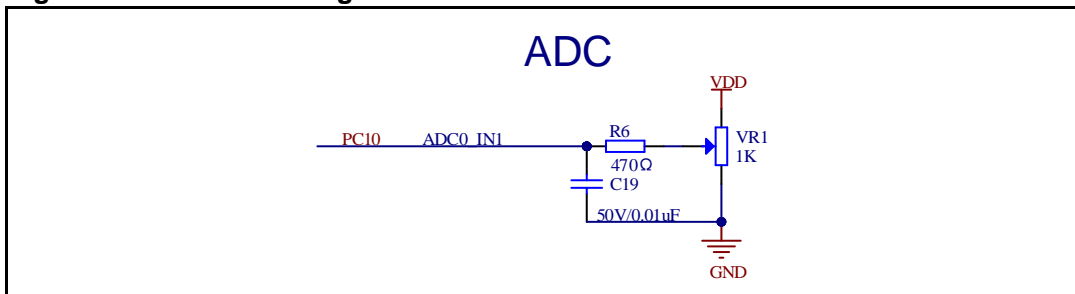 ADC
VDD
PC10 ADC0_IN1
R6
VR1
1K
470Ω
C19
50V/0.01uF
GND